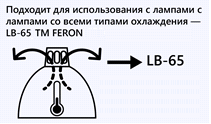 Подходит для использования с лампами с
лампами со всеми типами охлаждения —
LB-65 TM FERON
LB-65